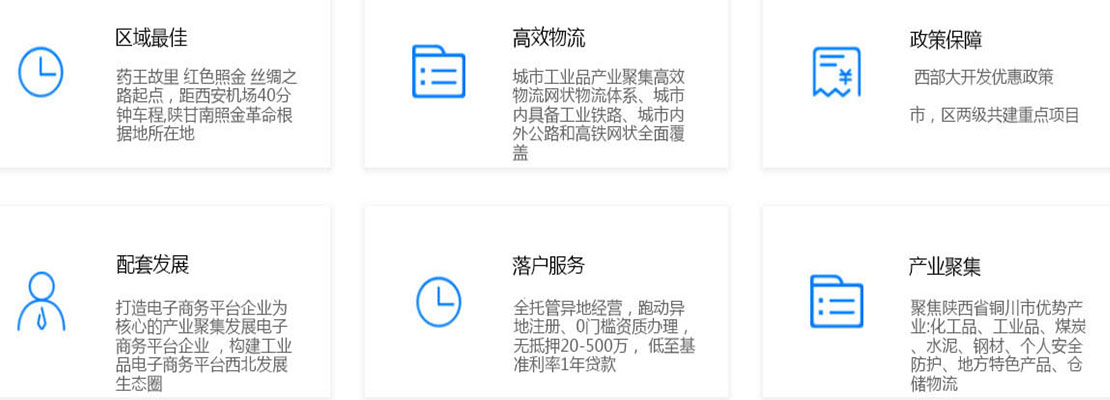 区域最佳
药王故里 红色照金 丝绸之
路起点，距西安机场40分
钟车程,陕甘南照金革命根
据地所在地
高效物流
城市工业品产业聚集高效
物流网状物流体系、城市
内具备工业铁路、城市内
外公路和高铁网状全面覆
盖
政策保障
西部大开发优惠政策
市，区两级共建重点项目
配套发展
打造电子商务平台企业为
核心的产业聚集发展电子
商务平台企业 ，构建工业
品电子商务平台西北发展
生态圈
落户服务
全托管异地经营，跑动异
地注册、0门槛资质办理，
无抵押20-500万， 低至基
准利率1年贷款
产业聚集
聚焦陕西省铜川市优势产
业:化工品、工业品、煤炭
、水泥、钢材、个人安全
防护、地方特色产品、仓
储物流